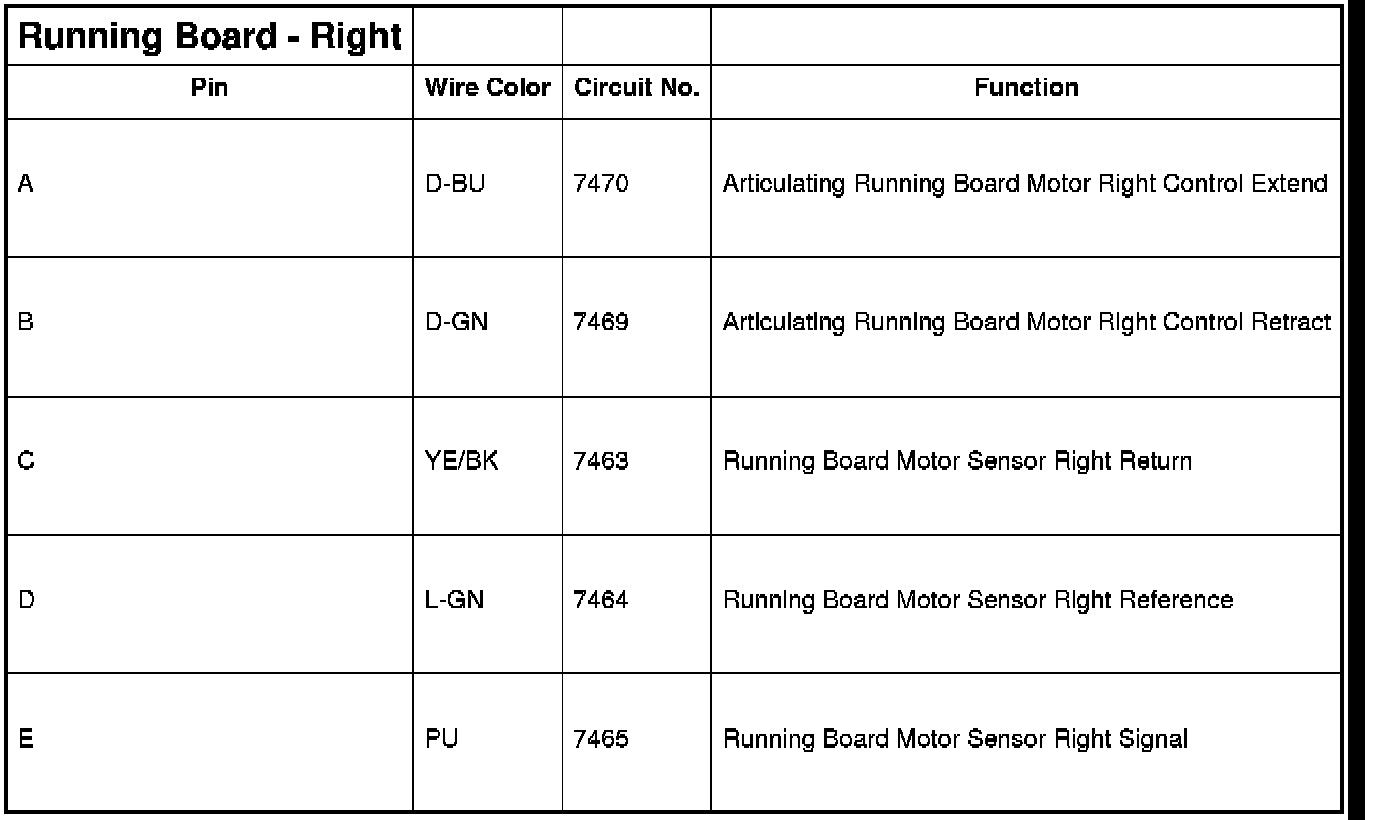 Running Board - Right
Pin Wire Color Circuit No. Function
A D-BU 7470 Articulating Running Board Motor Right Control Extend
B D-GN 7469 Articulating Running Board Motor Right Control Retract
C YE/BK 7463 Running Board Motor Sensor Right Return
D L-GN 7464 Running Board Motor Sensor Right Reference
E PU 7465 Running Board Motor Sensor Right Signal